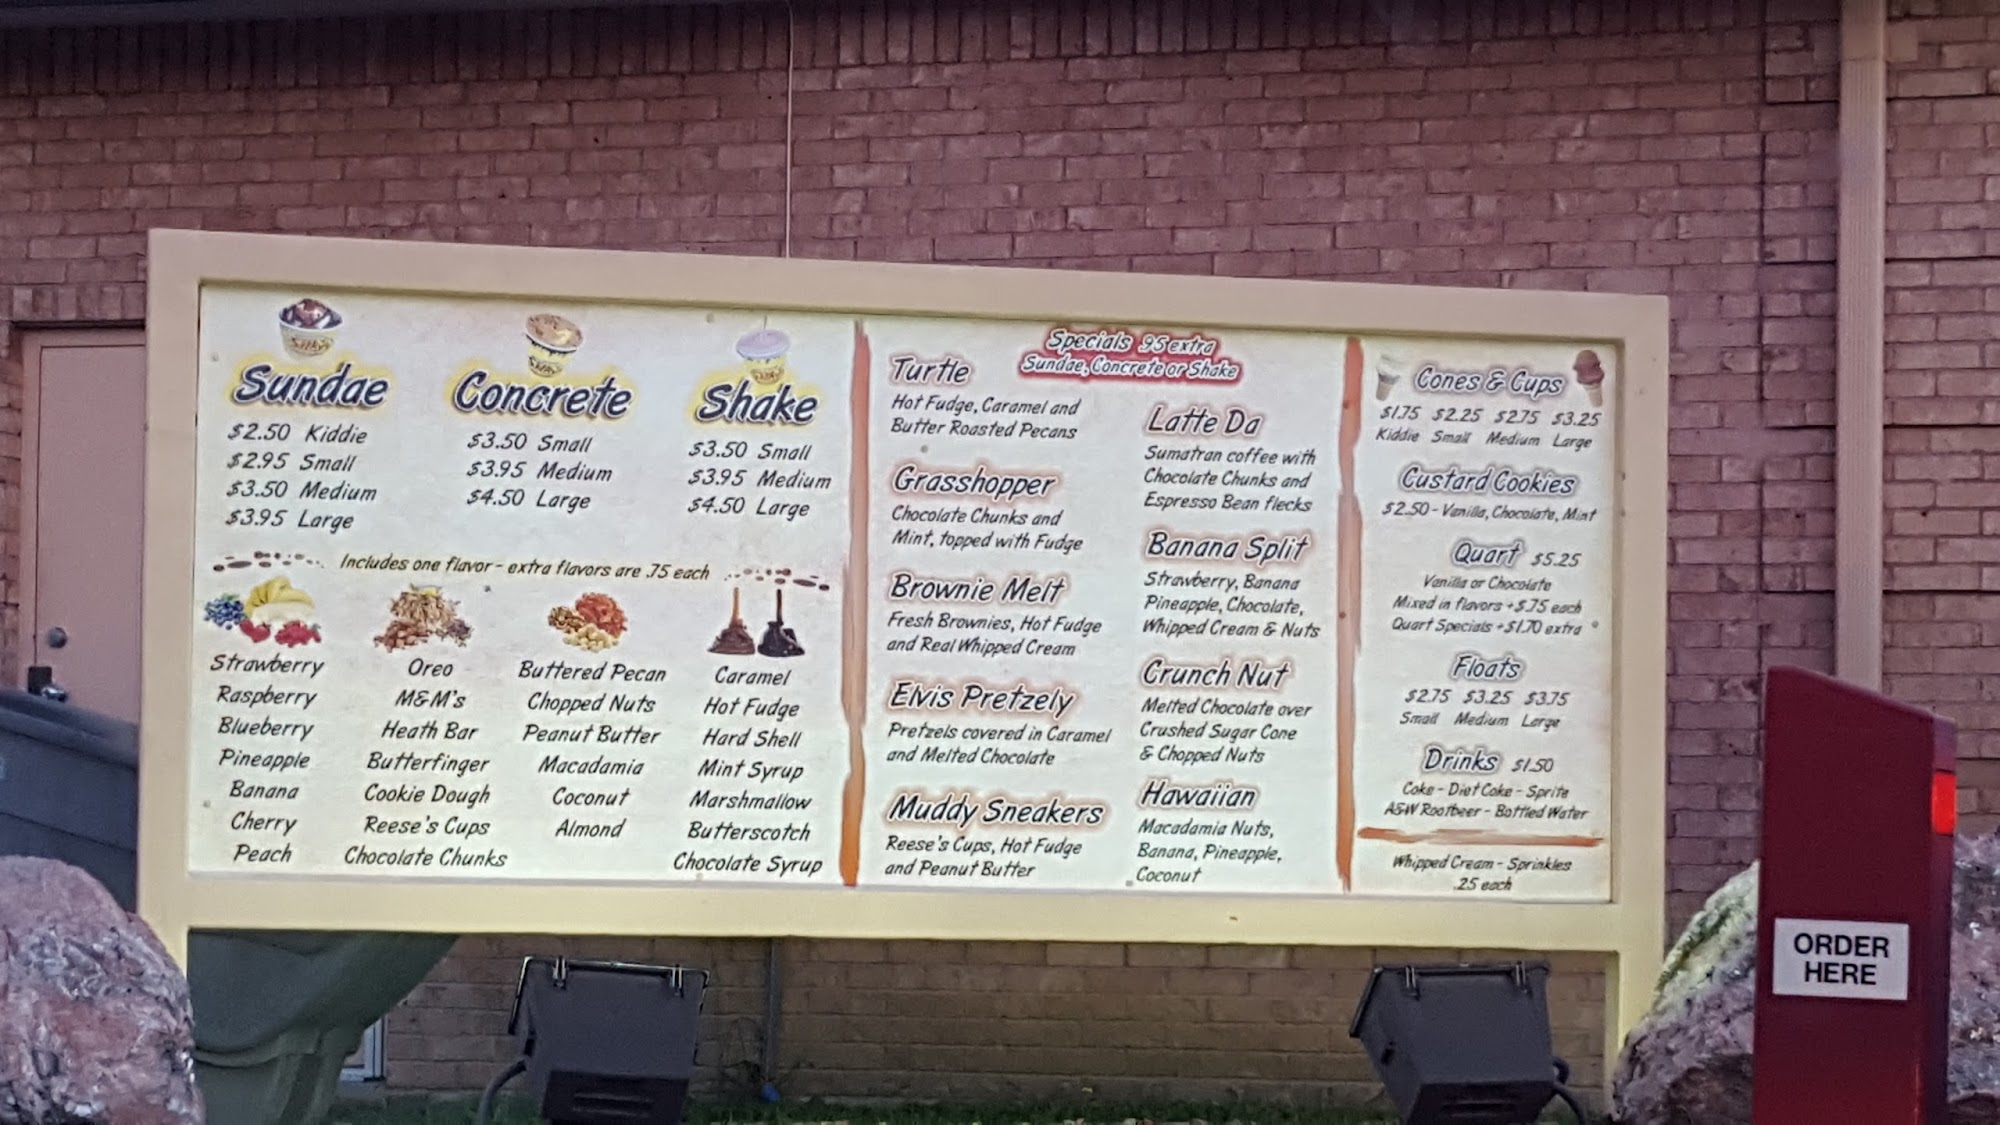 Sundae
$2.50 Kiddie
$2.95 Small
$3.50 Medium
$3.95 Large
Concrete
$3.50 Small
$3.95 Medium
$4.50 Large
Shake
$3.50 Small
$3.95 Medium
$4.50 Large
Includes one flavor - extra flavors are .75 each
Strawberry
Raspberry
Blueberry
Pineapple
Banana
Cherry
Peach
Oreo
M&M's
Heath Bar
Butterfinger
Cookie Dough
Reese's Cups
Chocolate Chunks
Buttered Pecan
Chopped Nuts
Peanut Butter
Macadamia
Coconut
Almond
Caramel
Hot Fudge
Hard Shell
Mint Syrup
Marshmallow
Butterscotch
Chocolate Syrup
Specials .95 extra
Sundae, Concrete or Shake
Turtle
Hot Fudge, Caramel and
Butter Roasted Pecans
Grasshopper
Chocolate Chunks and
Mint, topped with Fudge
Brownie Melt
Fresh Brownies, Hot Fudge
and Real Whipped Cream
Elvis Pretzely
Pretzels covered in Caramel
and Melted Chocolate
Muddy Sneakers
Reese's Cups, Hot Fudge
and Peanut Butter
Latte Da
Sumatran coffee with
Chocolate Chunks and
Espresso Bean flecks
Banana Split
Strawberry, Banana
Pineapple, Chocolate,
Whipped Cream & Nuts
Crunch Nut
Melted Chocolate over
Crushed Sugar Cone
& Chopped Nuts
Hawaiian
Macadamia Nuts,
Banana, Pineapple,
Coconut
Cones & Cups
$1.75 $2.25 $2.75 $3.25
Kiddie Small Medium Large
Custard Cookies
$2.50 - Vanilla, Chocolate, Mint
Quart $5.25
Vanilla or Chocolate
Mixed in flavors +$.75 each
Quart Specials +$1.70 extra
Floats
$2.75 $3.25 $3.75
Small Medium Large
Drinks $1.50
Coke - Diet Coke - Sprite
A&W Rootbeer - Bottled Water
Whipped Cream - Sprinkles
.25 each
ORDER
HERE